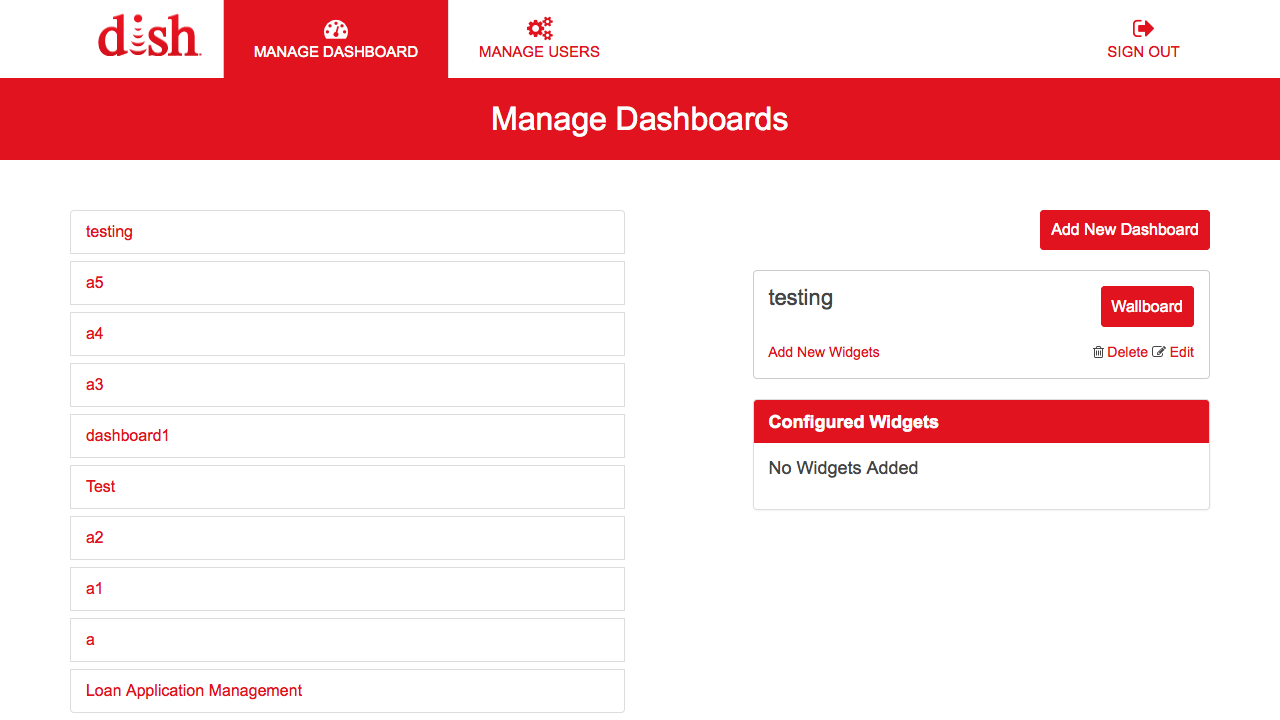 dish
MANAGE DASHBOARD
MANAGE USERS
SIGN OUT
Manage Dashboards
testing
a5
a4
a3
dashboard1
Test
a2
a1
a
Loan Application Management
Add New Dashboard
testing
Wallboard
Add New Widgets
Delete Edit
Configured Widgets
No Widgets Added